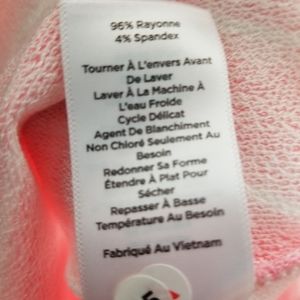 96% Rayonne
4% Spandex
Tourner À L'envers Avant
De Laver
Laver À La Machine À
L'eau Froide
Cycle Délicat
Agent De Blanchiment
Non Chloré Seulement Au
Besoin
Redonner Sa Forme
Étendre À Plat Pour
Sécher
Repasser À Basse
Température Au Besoin
Fabriqué Au Vietnam